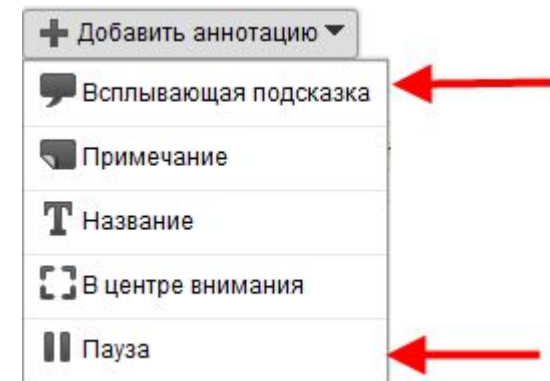 Добавить аннотацию
Всплывающая подсказка
Примечание
Название
В центре внимания
Пауза